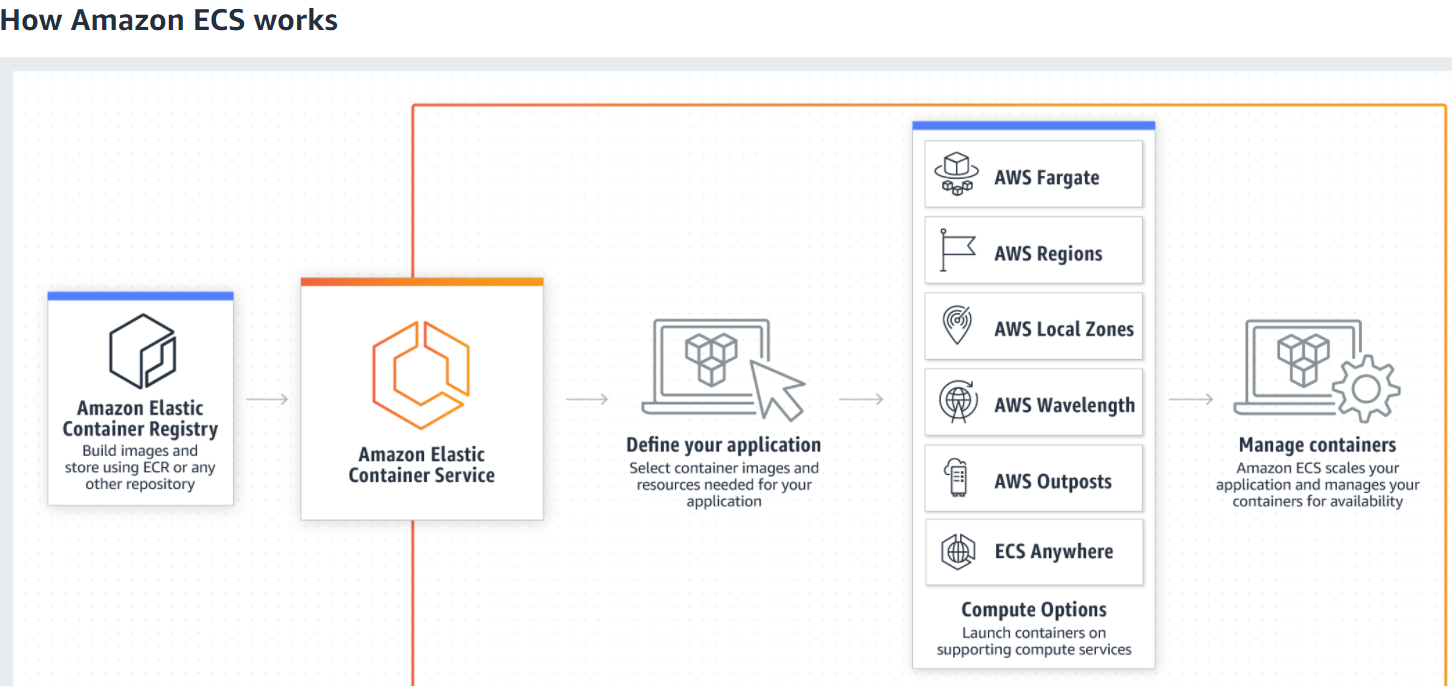 How Amazon ECS works
Amazon Elastic
Container Registry
Build images and
store using ECR or any
other repository
Amazon Elastic
Container Service
Define your application
Select container images and
resources needed for your
application
AWS Fargate
AWS Regions
AWS Local Zones
AWS Wavelength
AWS Outposts
ECS Anywhere
Compute Options
Launch containers on
supporting compute services
Manage containers
Amazon ECS scales your
application and manages your
containers for availability